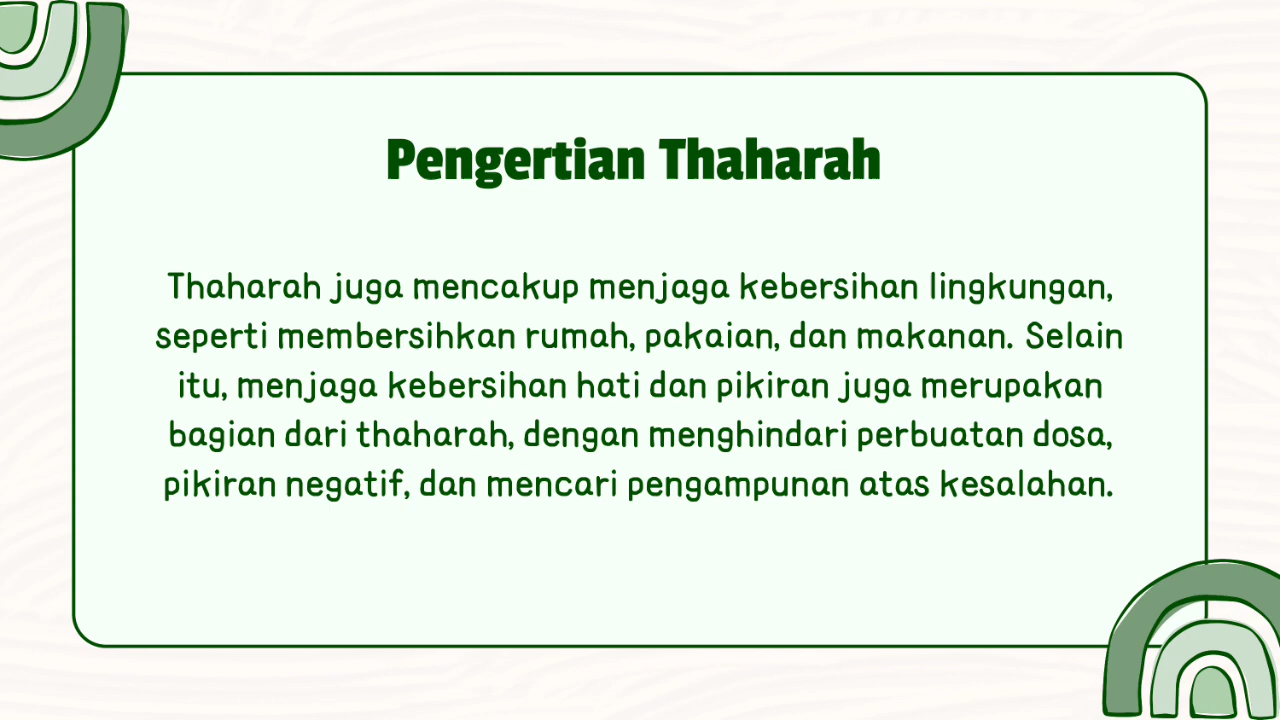 Pengertian Thaharah
Thaharah juga mencakup menjaga kebersihan lingkungan,
seperti membersihkan rumah, pakaian, dan makanan. Selain
itu, menjaga kebersihan hati dan pikiran juga merupakan
bagian dari thaharah, dengan menghindari perbuatan dosa,
pikiran negatif, dan mencari pengampunan atas kesalahan.